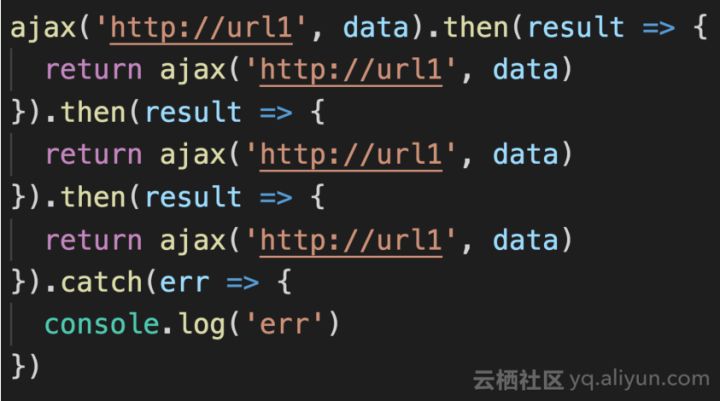 ajax('http://url1', data).then(result => {
  return ajax('http://url1', data)
}).then(result => {
  return ajax('http://url1', data)
}).then(result => {
  return ajax('http://url1', data)
}).catch(err => {
  console.log('err')
})
云栖社区 yq.aliyun.com